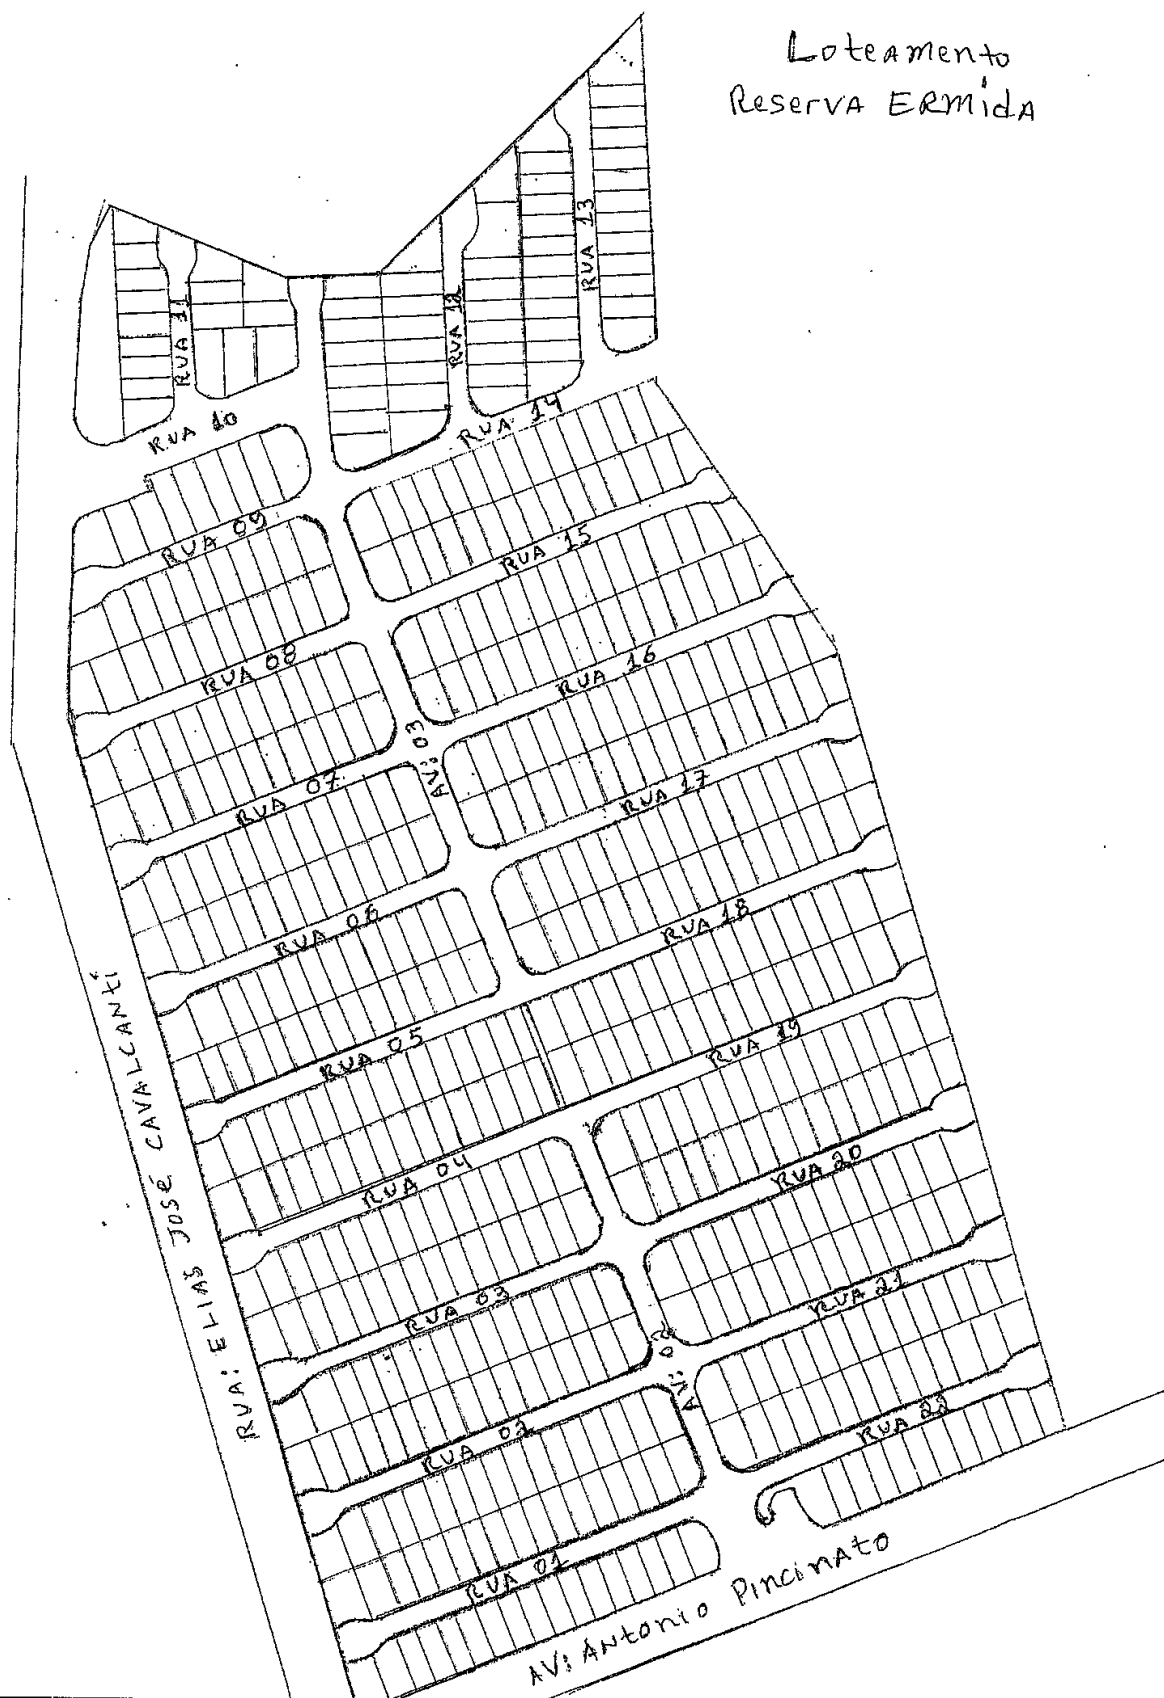 Loteamento
Reserva ERMidA
RUA 13
RUA 11
RUA 12
RUA 10
RUA 14
RUA 09
RUA 15
RUA 08
RUA 16
AV: 03
RUA 07
RUA 17
RUA 06
RUA 18
RUA 05
RUA 19
RUA 04
RUA 20
RUA 03
RUA 21
AV: 02
RUA 02
RUA 22
RUA 01
RUA: ELIAS JOSÉ CAVALCANTÍ
AV: ANtonio PincinAto